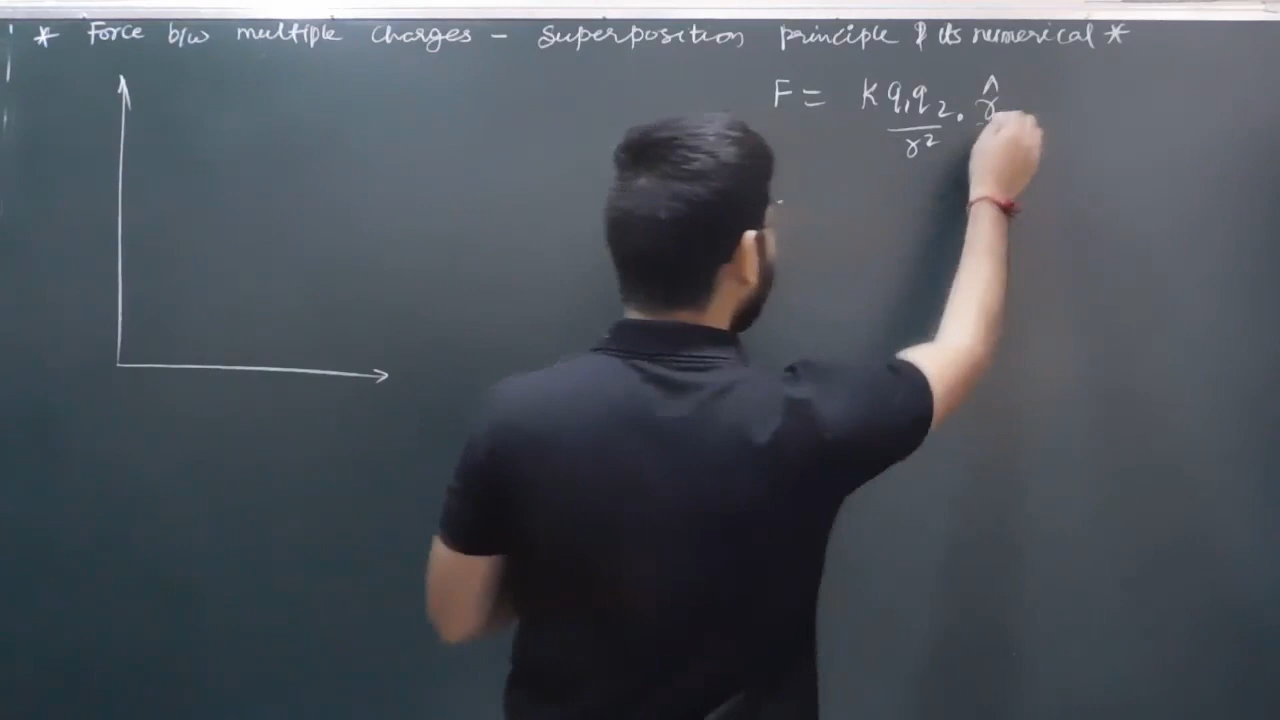 * Force b/w multiple charges - superposition principle & its numerical *
F = K q₁q₂ . r̂
r²